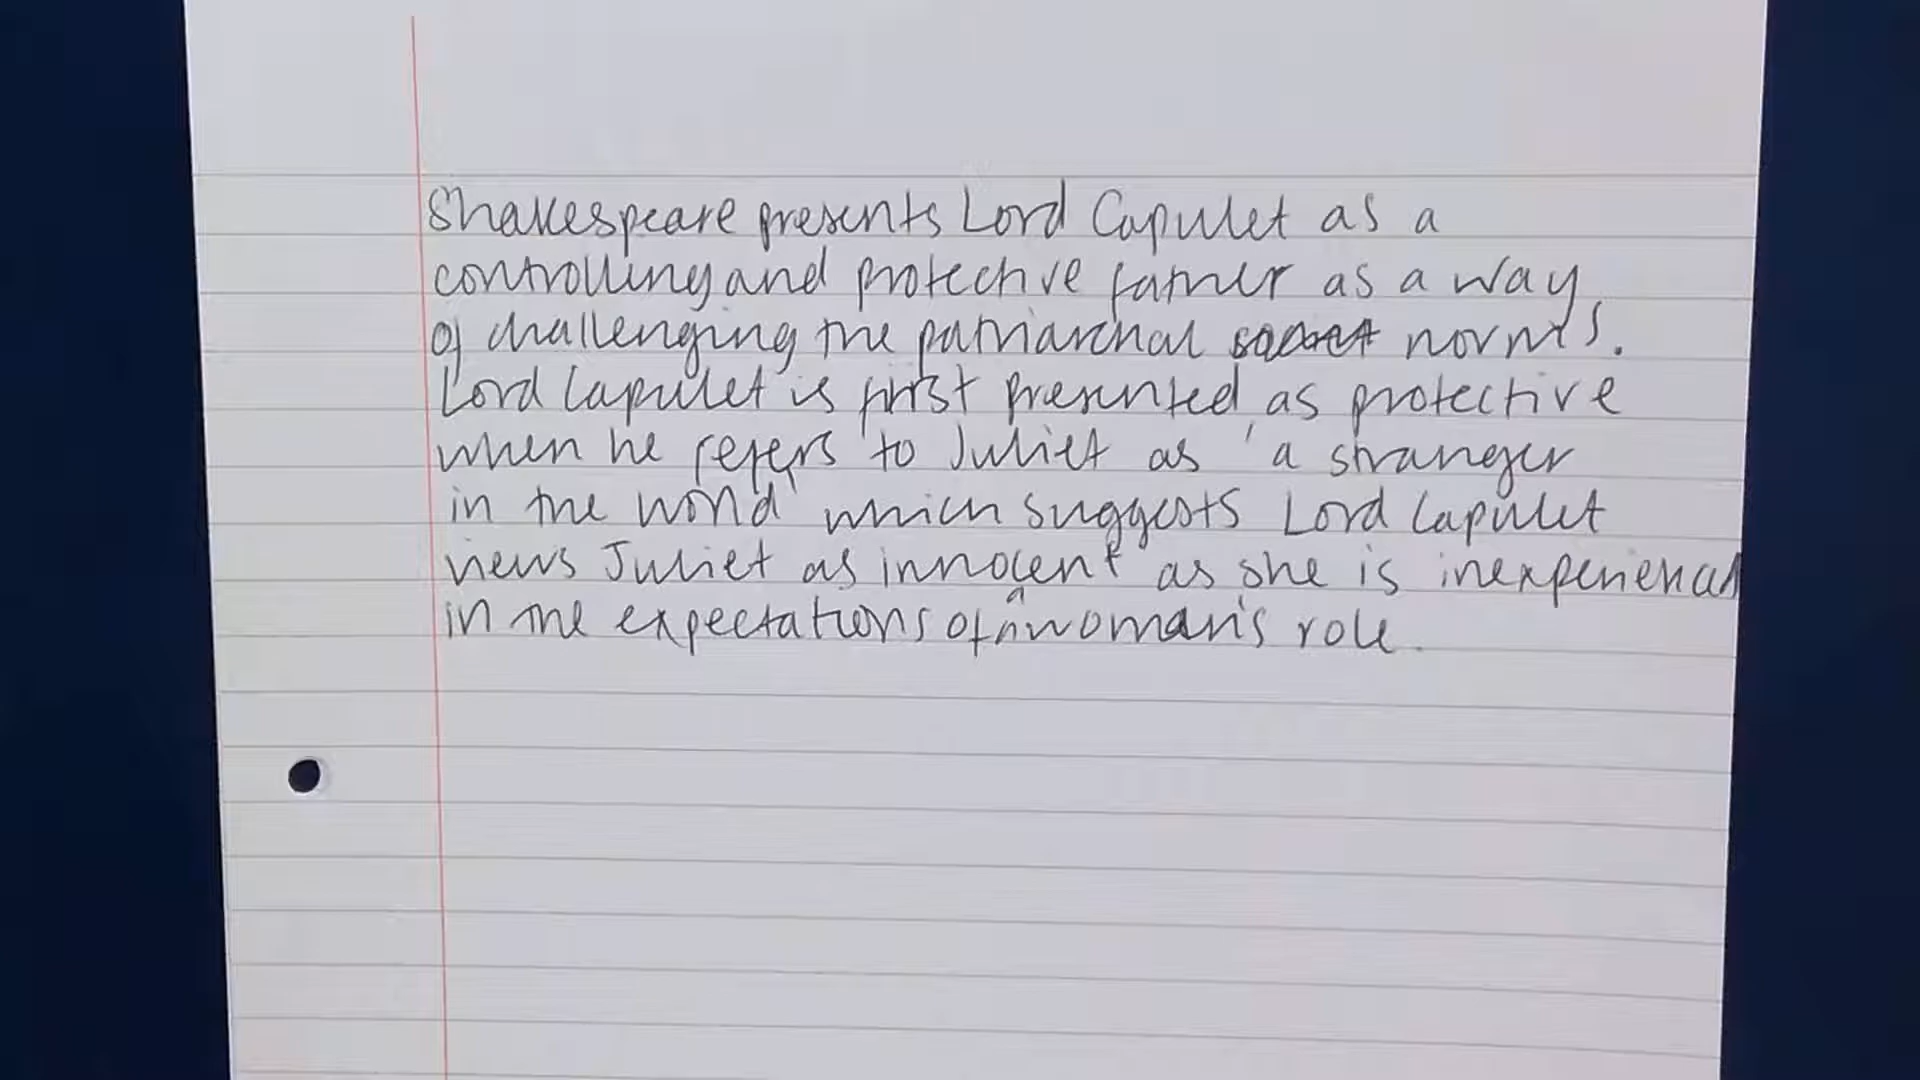 Shakespeare presents Lord Capulet as a
controlling and protective father as a way
of challenging the patriarchal norms.
Lord Capulet is first presented as protective
when he refers to Juliet as 'a stranger
in the world' which suggests Lord Capulet
views Juliet as innocent as she is inexperienced
in the expectations of a woman's role.